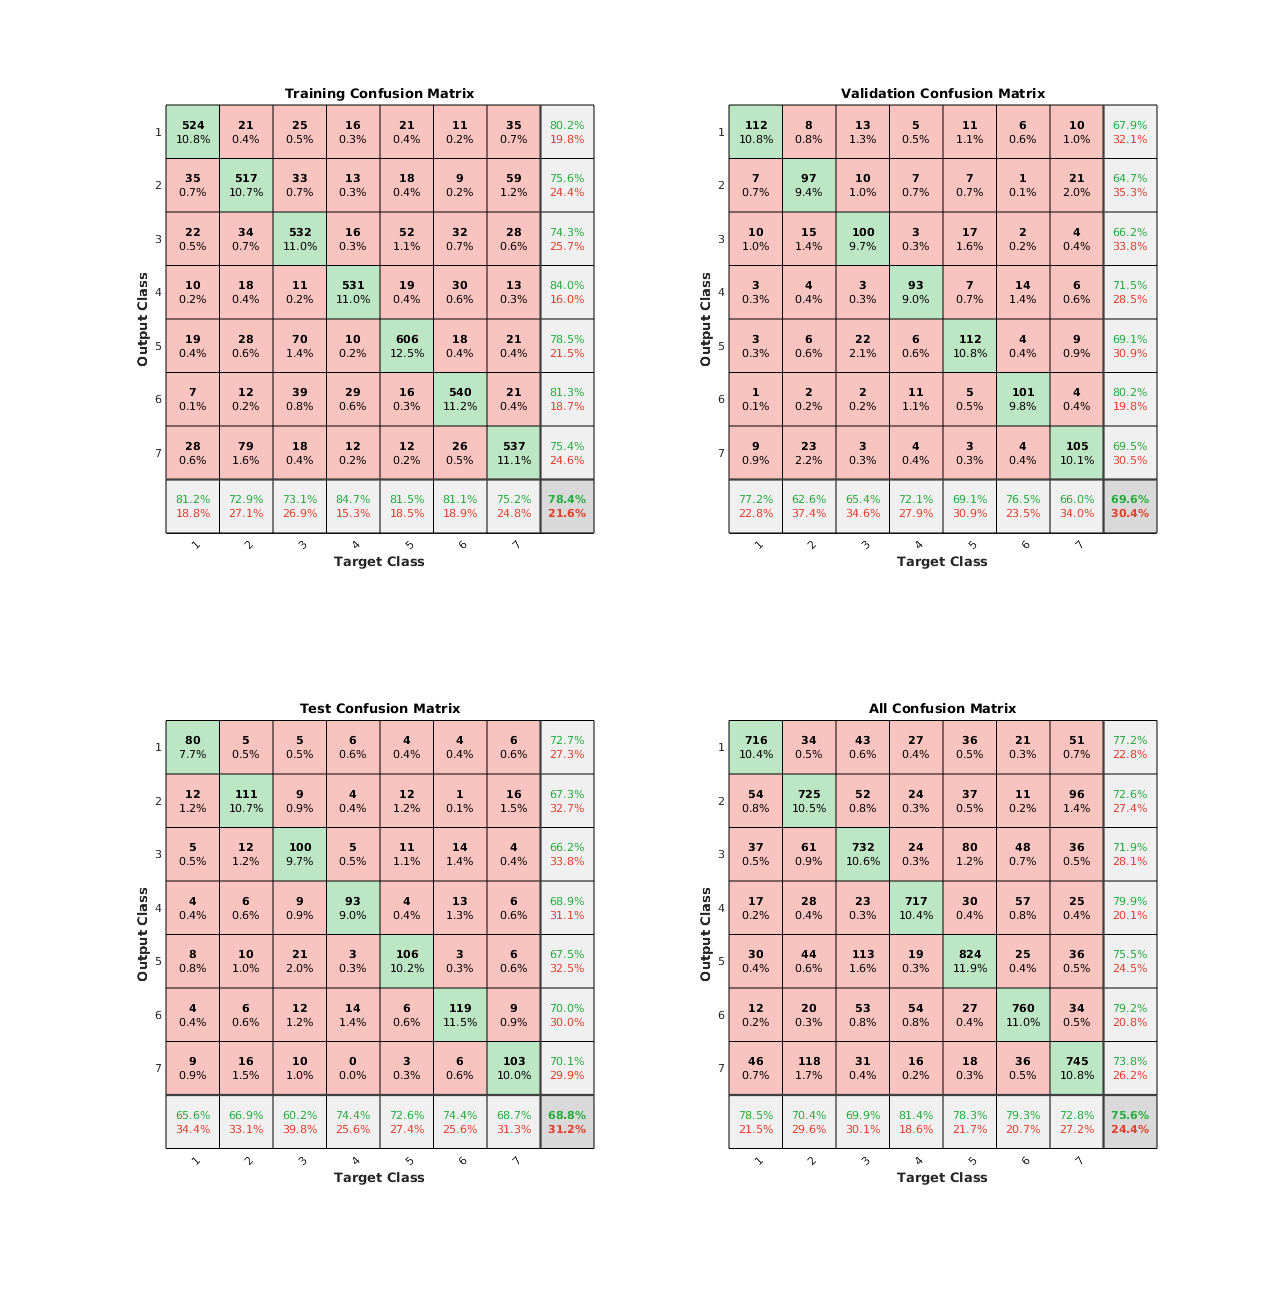 Training Confusion Matrix
524 21 25 16 21 11 35 80.2%
1
10.8% 0.4% 0.5% 0.3% 0.4% 0.2% 0.7% 19.8%
35 517 33 13 18 9 59 75.6%
2
0.7% 10.7% 0.7% 0.3% 0.4% 0.2% 1.2% 24.4%
22 34 532 16 52 32 28 74.3%
3
0.5% 0.7% 11.0% 0.3% 1.1% 0.7% 0.6% 25.7%
10 18 11 531 19 30 13 84.0%
4
0.2% 0.4% 0.2% 11.0% 0.4% 0.6% 0.3% 16.0%
19 28 70 10 606 18 21 78.5%
5
0.4% 0.6% 1.4% 0.2% 12.5% 0.4% 0.4% 21.5%
7 12 39 29 16 540 21 81.3%
6
0.1% 0.2% 0.8% 0.6% 0.3% 11.2% 0.4% 18.7%
28 79 18 12 12 26 537 75.4%
7
0.6% 1.6% 0.4% 0.2% 0.2% 0.5% 11.1% 24.6%
81.2% 72.9% 73.1% 84.7% 81.5% 81.1% 75.2% 78.4%
18.8% 27.1% 26.9% 15.3% 18.5% 18.9% 24.8% 21.6%
1 2 3 4 5 6 7
Target Class
Output Class
Validation Confusion Matrix
112 8 13 5 11 6 10 67.9%
1
10.8% 0.8% 1.3% 0.5% 1.1% 0.6% 1.0% 32.1%
7 97 10 7 7 1 21 64.7%
2
0.7% 9.4% 1.0% 0.7% 0.7% 0.1% 2.0% 35.3%
10 15 100 3 17 2 4 66.2%
3
1.0% 1.4% 9.7% 0.3% 1.6% 0.2% 0.4% 33.8%
3 4 3 93 7 14 6 71.5%
4
0.3% 0.4% 0.3% 9.0% 0.7% 1.4% 0.6% 28.5%
3 6 22 6 112 4 9 69.1%
5
0.3% 0.6% 2.1% 0.6% 10.8% 0.4% 0.9% 30.9%
1 2 2 11 5 101 4 80.2%
6
0.1% 0.2% 0.2% 1.1% 0.5% 9.8% 0.4% 19.8%
9 23 3 4 3 4 105 69.5%
7
0.9% 2.2% 0.3% 0.4% 0.3% 0.4% 10.1% 30.5%
77.2% 62.6% 65.4% 72.1% 69.1% 76.5% 66.0% 69.6%
22.8% 37.4% 34.6% 27.9% 30.9% 23.5% 34.0% 30.4%
1 2 3 4 5 6 7
Target Class
Output Class
Test Confusion Matrix
80 5 5 6 4 4 6 72.7%
1
7.7% 0.5% 0.5% 0.6% 0.4% 0.4% 0.6% 27.3%
12 111 9 4 12 1 16 67.3%
2
1.2% 10.7% 0.9% 0.4% 1.2% 0.1% 1.5% 32.7%
5 12 100 5 11 14 4 66.2%
3
0.5% 1.2% 9.7% 0.5% 1.1% 1.4% 0.4% 33.8%
4 6 9 93 4 13 6 68.9%
4
0.4% 0.6% 0.9% 9.0% 0.4% 1.3% 0.6% 31.1%
8 10 21 3 106 3 6 67.5%
5
0.8% 1.0% 2.0% 0.3% 10.2% 0.3% 0.6% 32.5%
4 6 12 14 6 119 9 70.0%
6
0.4% 0.6% 1.2% 1.4% 0.6% 11.5% 0.9% 30.0%
9 16 10 0 3 6 103 70.1%
7
0.9% 1.5% 1.0% 0.0% 0.3% 0.6% 10.0% 29.9%
65.6% 66.9% 60.2% 74.4% 72.6% 74.4% 68.7% 68.8%
34.4% 33.1% 39.8% 25.6% 27.4% 25.6% 31.3% 31.2%
1 2 3 4 5 6 7
Target Class
Output Class
All Confusion Matrix
716 34 43 27 36 21 51 77.2%
1
10.4% 0.5% 0.6% 0.4% 0.5% 0.3% 0.7% 22.8%
54 725 52 24 37 11 96 72.6%
2
0.8% 10.5% 0.8% 0.3% 0.5% 0.2% 1.4% 27.4%
37 61 732 24 80 48 36 71.9%
3
0.5% 0.9% 10.6% 0.3% 1.2% 0.7% 0.5% 28.1%
17 28 23 717 30 57 25 79.9%
4
0.2% 0.4% 0.3% 10.4% 0.4% 0.8% 0.4% 20.1%
30 44 113 19 824 25 36 75.5%
5
0.4% 0.6% 1.6% 0.3% 11.9% 0.4% 0.5% 24.5%
12 20 53 54 27 760 34 79.2%
6
0.2% 0.3% 0.8% 0.8% 0.4% 11.0% 0.5% 20.8%
46 118 31 16 18 36 745 73.8%
7
0.7% 1.7% 0.4% 0.2% 0.3% 0.5% 10.8% 26.2%
78.5% 70.4% 69.9% 81.4% 78.3% 79.3% 72.8% 75.6%
21.5% 29.6% 30.1% 18.6% 21.7% 20.7% 27.2% 24.4%
1 2 3 4 5 6 7
Target Class
Output Class